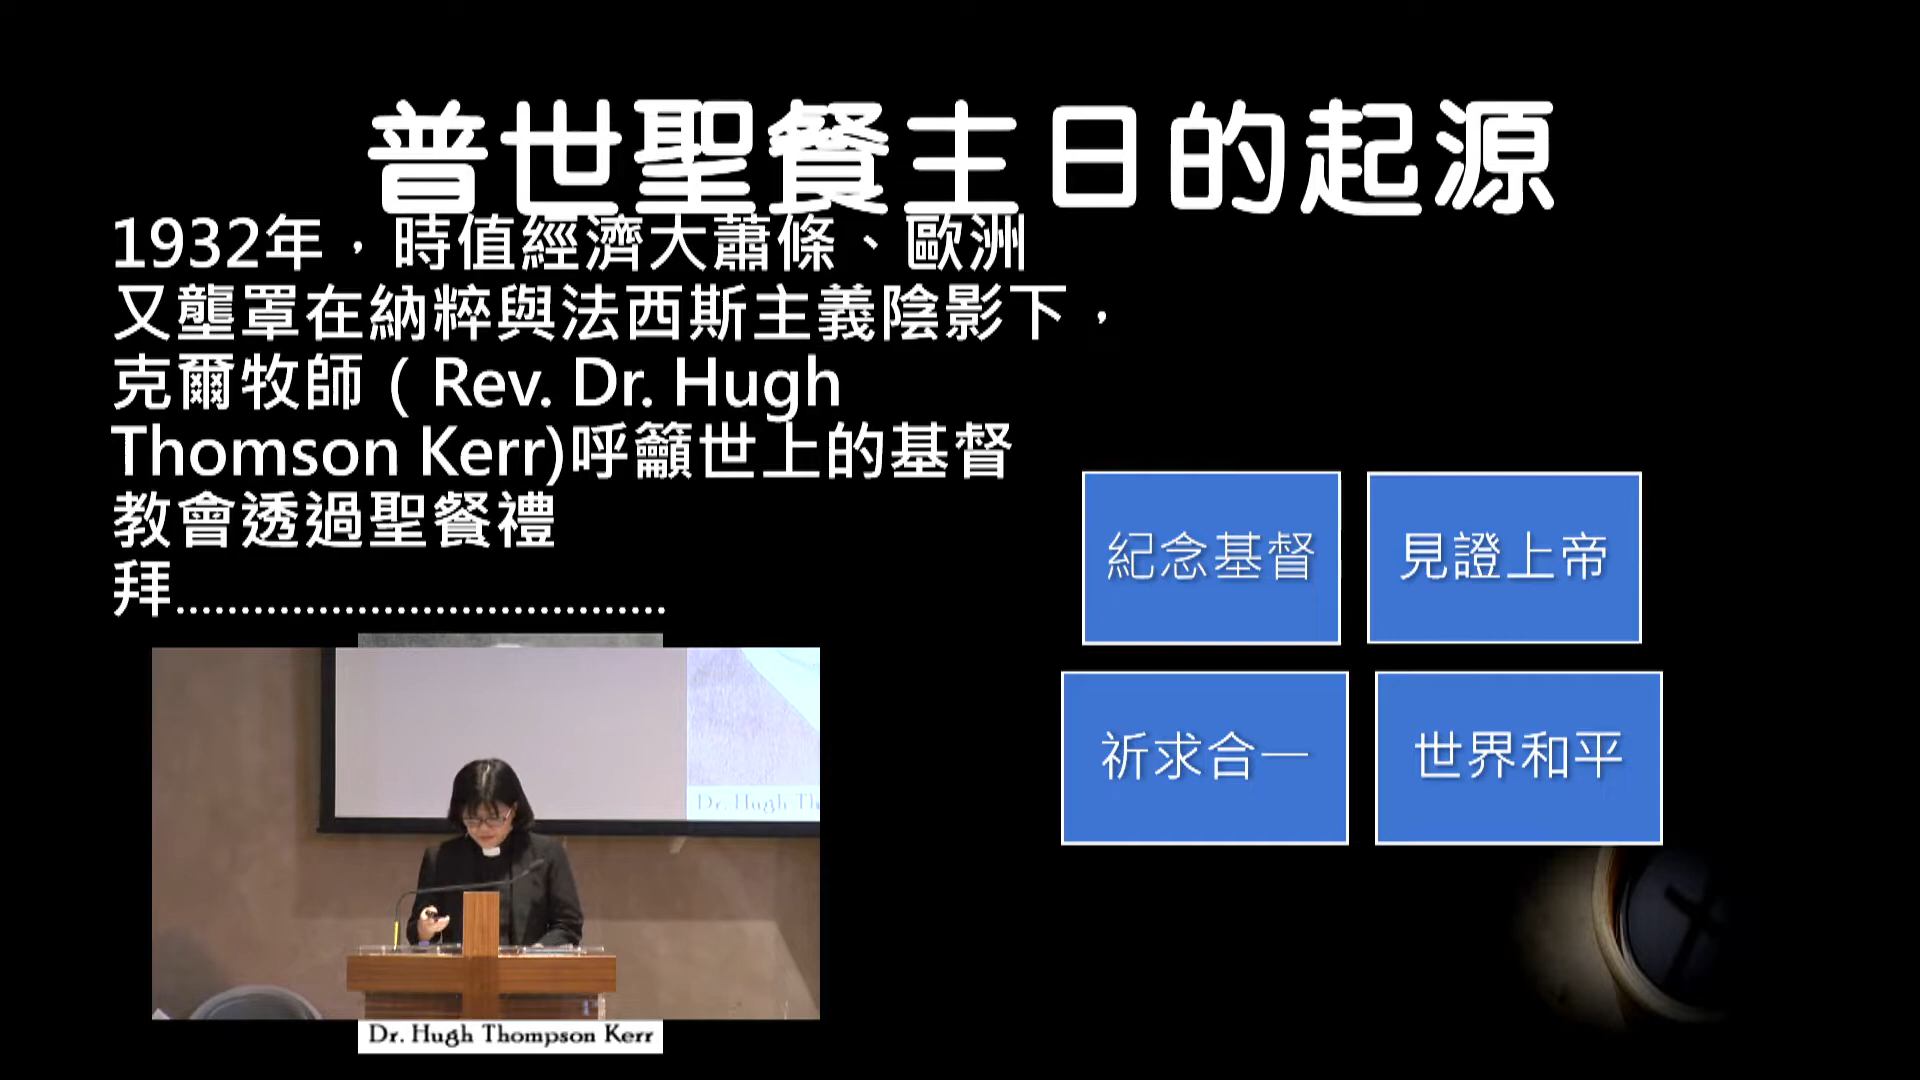 普世聖餐主日的起源
1932年，時值經濟大蕭條、歐洲
又壟罩在納粹與法西斯主義陰影下，
克爾牧師（Rev. Dr. Hugh
Thomson Kerr)呼籲世上的基督
教會透過聖餐禮
拜......................................
紀念基督
見證上帝
祈求合一
世界和平
Dr. Hugh Th
Dr. Hugh Thompson Kerr